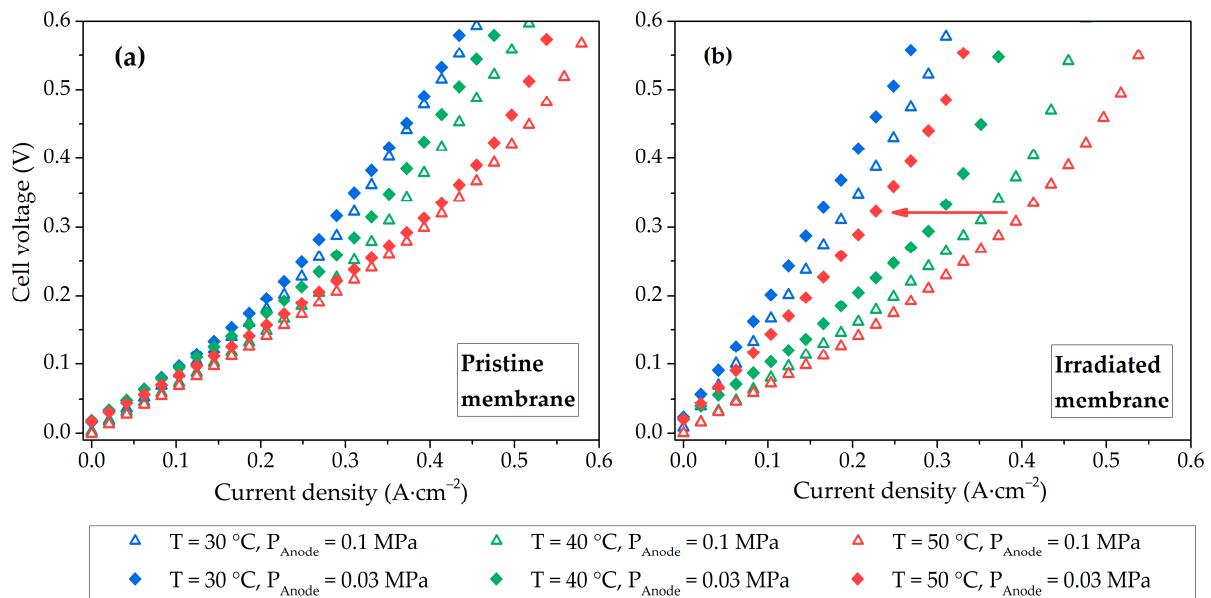 (a)
Pristine
membrane
Cell voltage (V)
0.6
0.5
0.4
0.3
0.2
0.1
0.0
0.0 0.1 0.2 0.3 0.4 0.5 0.6
Current density (A·cm⁻²)
(b)
Irradiated
membrane
0.6
0.5
0.4
0.3
0.2
0.1
0.0
0.0 0.1 0.2 0.3 0.4 0.5 0.6
Current density (A·cm⁻²)
T = 30 °C, P_Anode = 0.1 MPa T = 40 °C, P_Anode = 0.1 MPa T = 50 °C, P_Anode = 0.1 MPa
T = 30 °C, P_Anode = 0.03 MPa T = 40 °C, P_Anode = 0.03 MPa T = 50 °C, P_Anode = 0.03 MPa